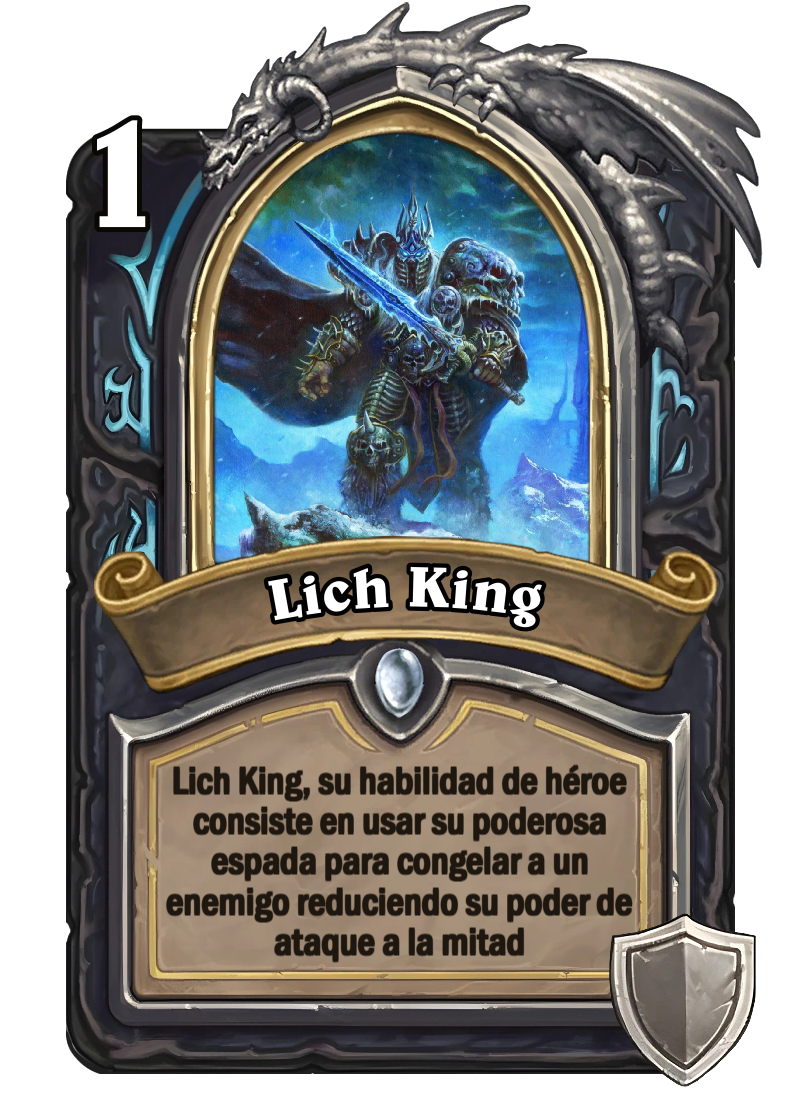 1
Lich King
Lich King, su habilidad de héroe
consiste en usar su poderosa
espada para congelar a un
enemigo reduciendo su poder de
ataque a la mitad